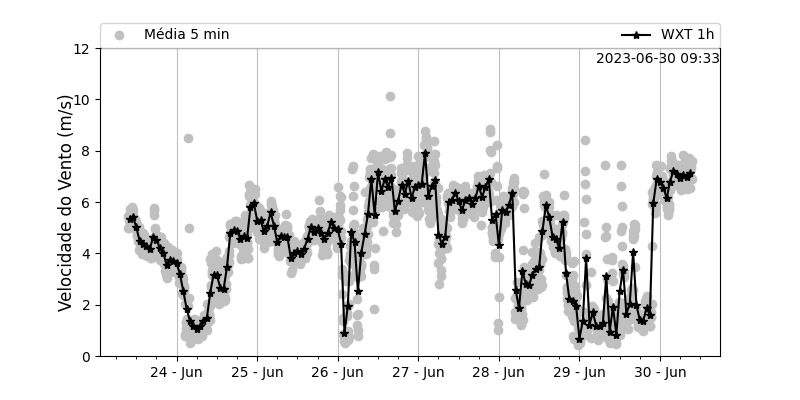 Média 5 min
WXT 1h
2023-06-30 09:33
Velocidade do Vento (m/s)
12
10
8
6
4
2
0
24 - Jun
25 - Jun
26 - Jun
27 - Jun
28 - Jun
29 - Jun
30 - Jun